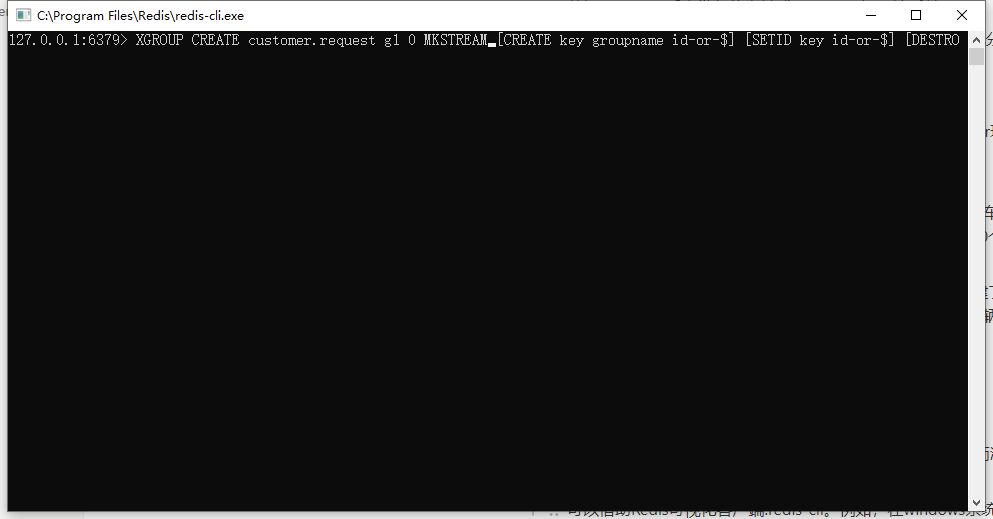 C:\Program Files\Redis\redis-cli.exe
127.0.0.1:6379> XGROUP CREATE customer.request g1 0 MKSTREAM [CREATE key groupname id-or-$] [SETID key id-or-$] [DESTRO